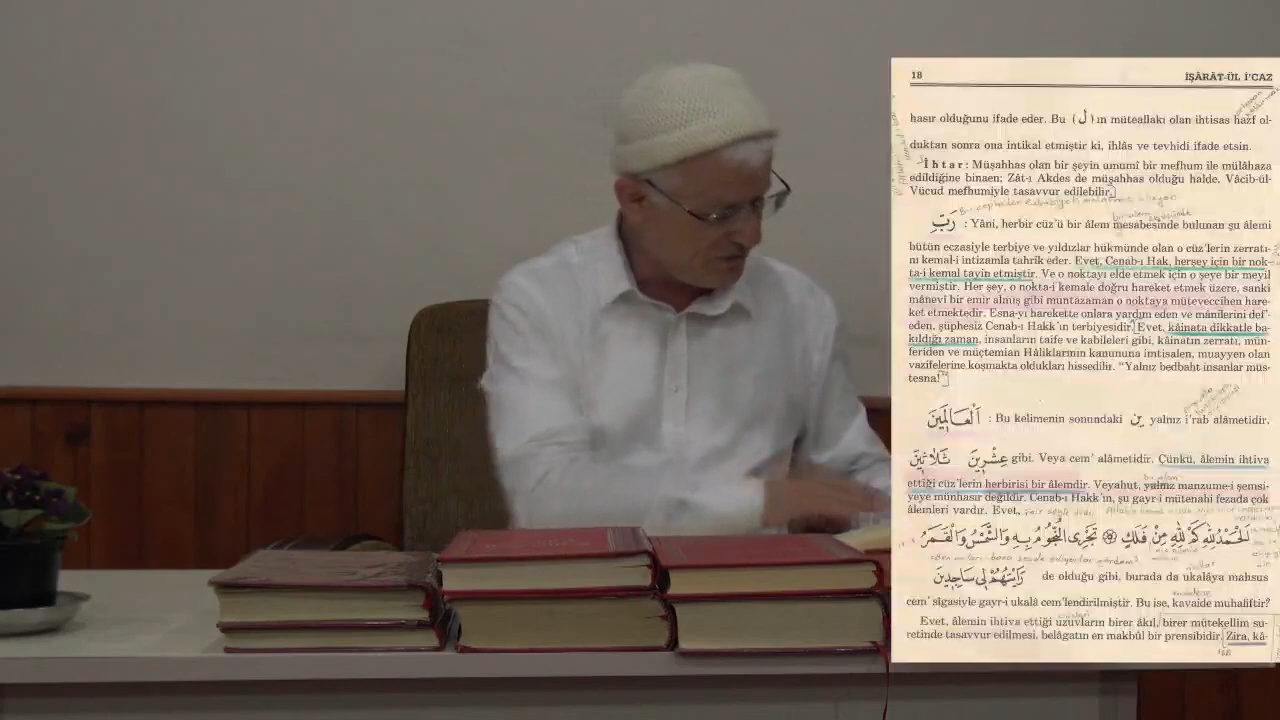 18
İŞÂRÂT-ÜL İ'CAZ
hasır olduğunu ifade eder. Bu (ل) ın müteallakı olan ihtisas hazf ol-
duktan sonra ona intikal etmiştir ki, ihlâs ve tevhidi ifade etsin.
İhtar: Müşahhas olan bir şeyin umumî bir mefhum ile mülâhaza
edildiğine binaen; Zât-ı Akdes de müşahhas olduğu halde, Vâcib-ül-
Vücud mefhumiyle tasavvur edilebilir.
رَبِّ : Yâni, herbir cüz'ü bir âlem mesabesinde bulunan şu âlemi
bütün eczasiyle terbiye ve yıldızlar hükmünde olan o cüz'lerin zerratı-
nı kemal-i intizamla tahrik eder. Evet, Cenab-ı Hak, herşey için bir nok-
ta-i kemal tayin etmiştir. Ve o noktayı elde etmek için o şeye bir meyil
vermiştir. Her şey, o nokta-i kemale doğru hareket etmek üzere, sanki
mânevî bir emir almış gibi muntazaman o noktaya müteveccihen hare-
ket etmektedir. Esna-yı harekette onlara yardım eden ve mânilerini def'
eden, şüphesiz Cenab-ı Hakk'ın terbiyesidir. Evet, kâinata dikkatle ba-
kıldığı zaman, insanların taife ve kabileleri gibi, kâinatın zerratı, mün-
feriden ve müçtemian Hâliklarının kanununa imtisalen, muayyen olan
vazifelerine koşmakta oldukları hissedilir. "Yalnız bedbaht insanlar müs-
tesna!"
اَلْعَالَمِينَ : Bu kelimenin sonundaki ين yalnız i'rab alâmetidir.
عِشْرِينَ ثَلَاثِينَ gibi. Veya cem' alâmetidir. Çünkü, âlemin ihtiva
ettiği cüz'lerin herbirisi bir âlemdir. Veyahut, yalnız manzume-i şemsi-
yeye münhasır değildir. Cenab-ı Hakk'ın, şu gayr-i mütenahi fezada çok
âlemleri vardır. Evet,
اَلْحَمْدُ لِلّٰهِ كَمْ لِلّٰهِ مِنْ فَلَكٍ ۞ تَجْرِى النُّجُومُ بِهِ وَالشَّمْسُ وَالْقَمَرُ
رَاَيْتُهُمْ لِى سَاجِدِينَ de olduğu gibi, burada da ukalâya mahsus
cem' sîgasiyle gayr-i ukalâ cem'lendirilmiştir. Bu ise, kavaide muhaliftir?
Evet, âlemin ihtiva ettiği uzuvların birer âkıl, birer mütekellim su-
retinde tasavvur edilmesi, belâgatın en makbul bir prensibidir. Zira, kâ-